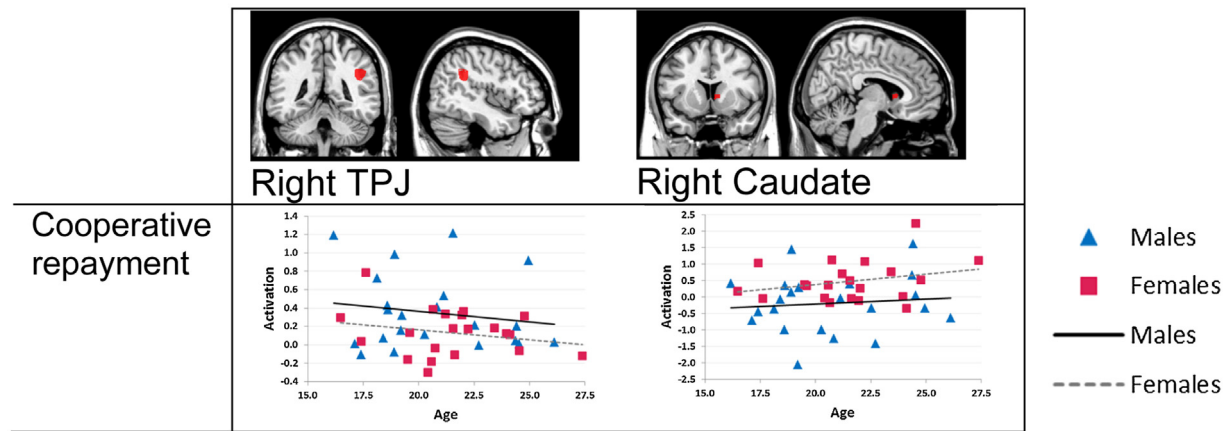 Right TPJ
Right Caudate
Cooperative
repayment
1.4
1.2
1.0
0.8
0.6
0.4
0.2
0.0
-0.2
-0.4
Activation
15.0 17.5 20.0 22.5 25.0 27.5
Age
2.5
2.0
1.5
1.0
0.5
0.0
-0.5
-1.0
-1.5
-2.0
-2.5
Activation
15.0 17.5 20.0 22.5 25.0 27.5
Age
Males
Females
Males
Females